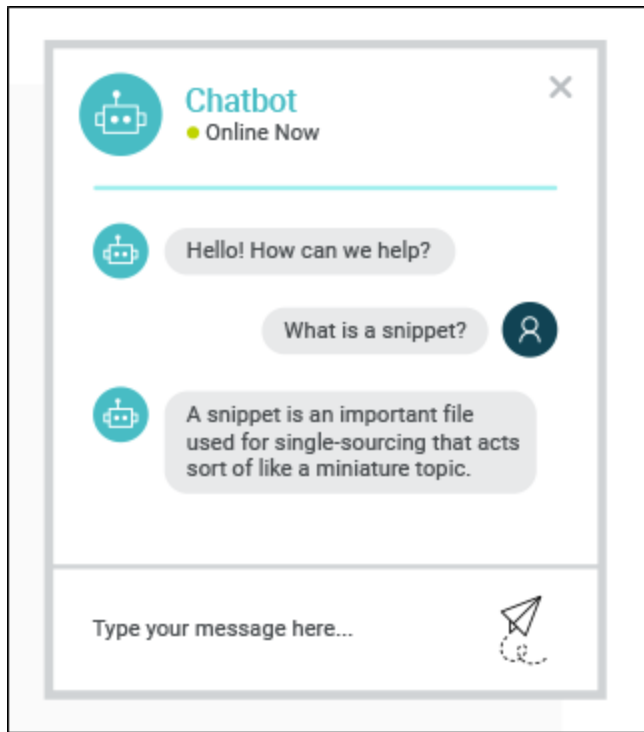 Chatbot
Online Now
Hello! How can we help?
What is a snippet?
A snippet is an important file
used for single-sourcing that acts
sort of like a miniature topic.
Type your message here...